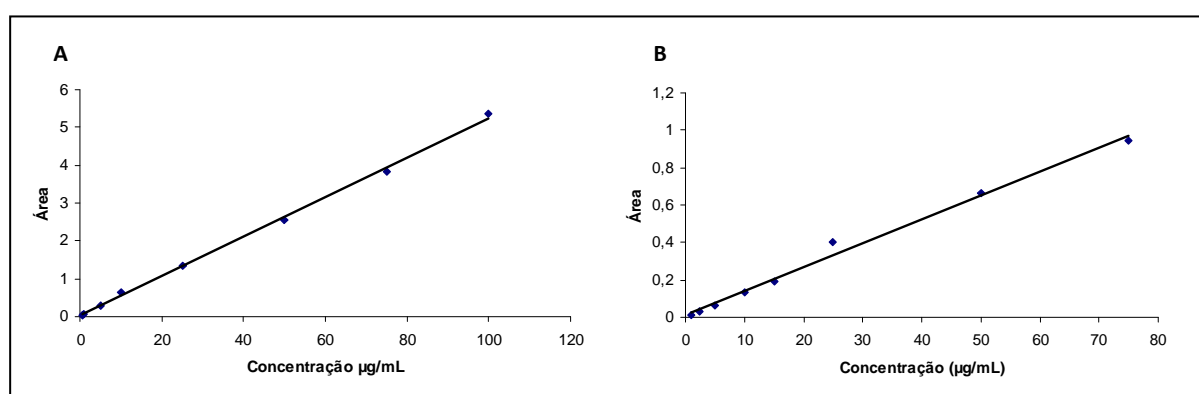 A
6
5
4
3
2
1
0
Área
0 20 40 60 80 100 120
Concentração µg/mL
B
1,2
1
0,8
0,6
0,4
0,2
0
Área
0 10 20 30 40 50 60 70 80
Concentração (µg/mL)